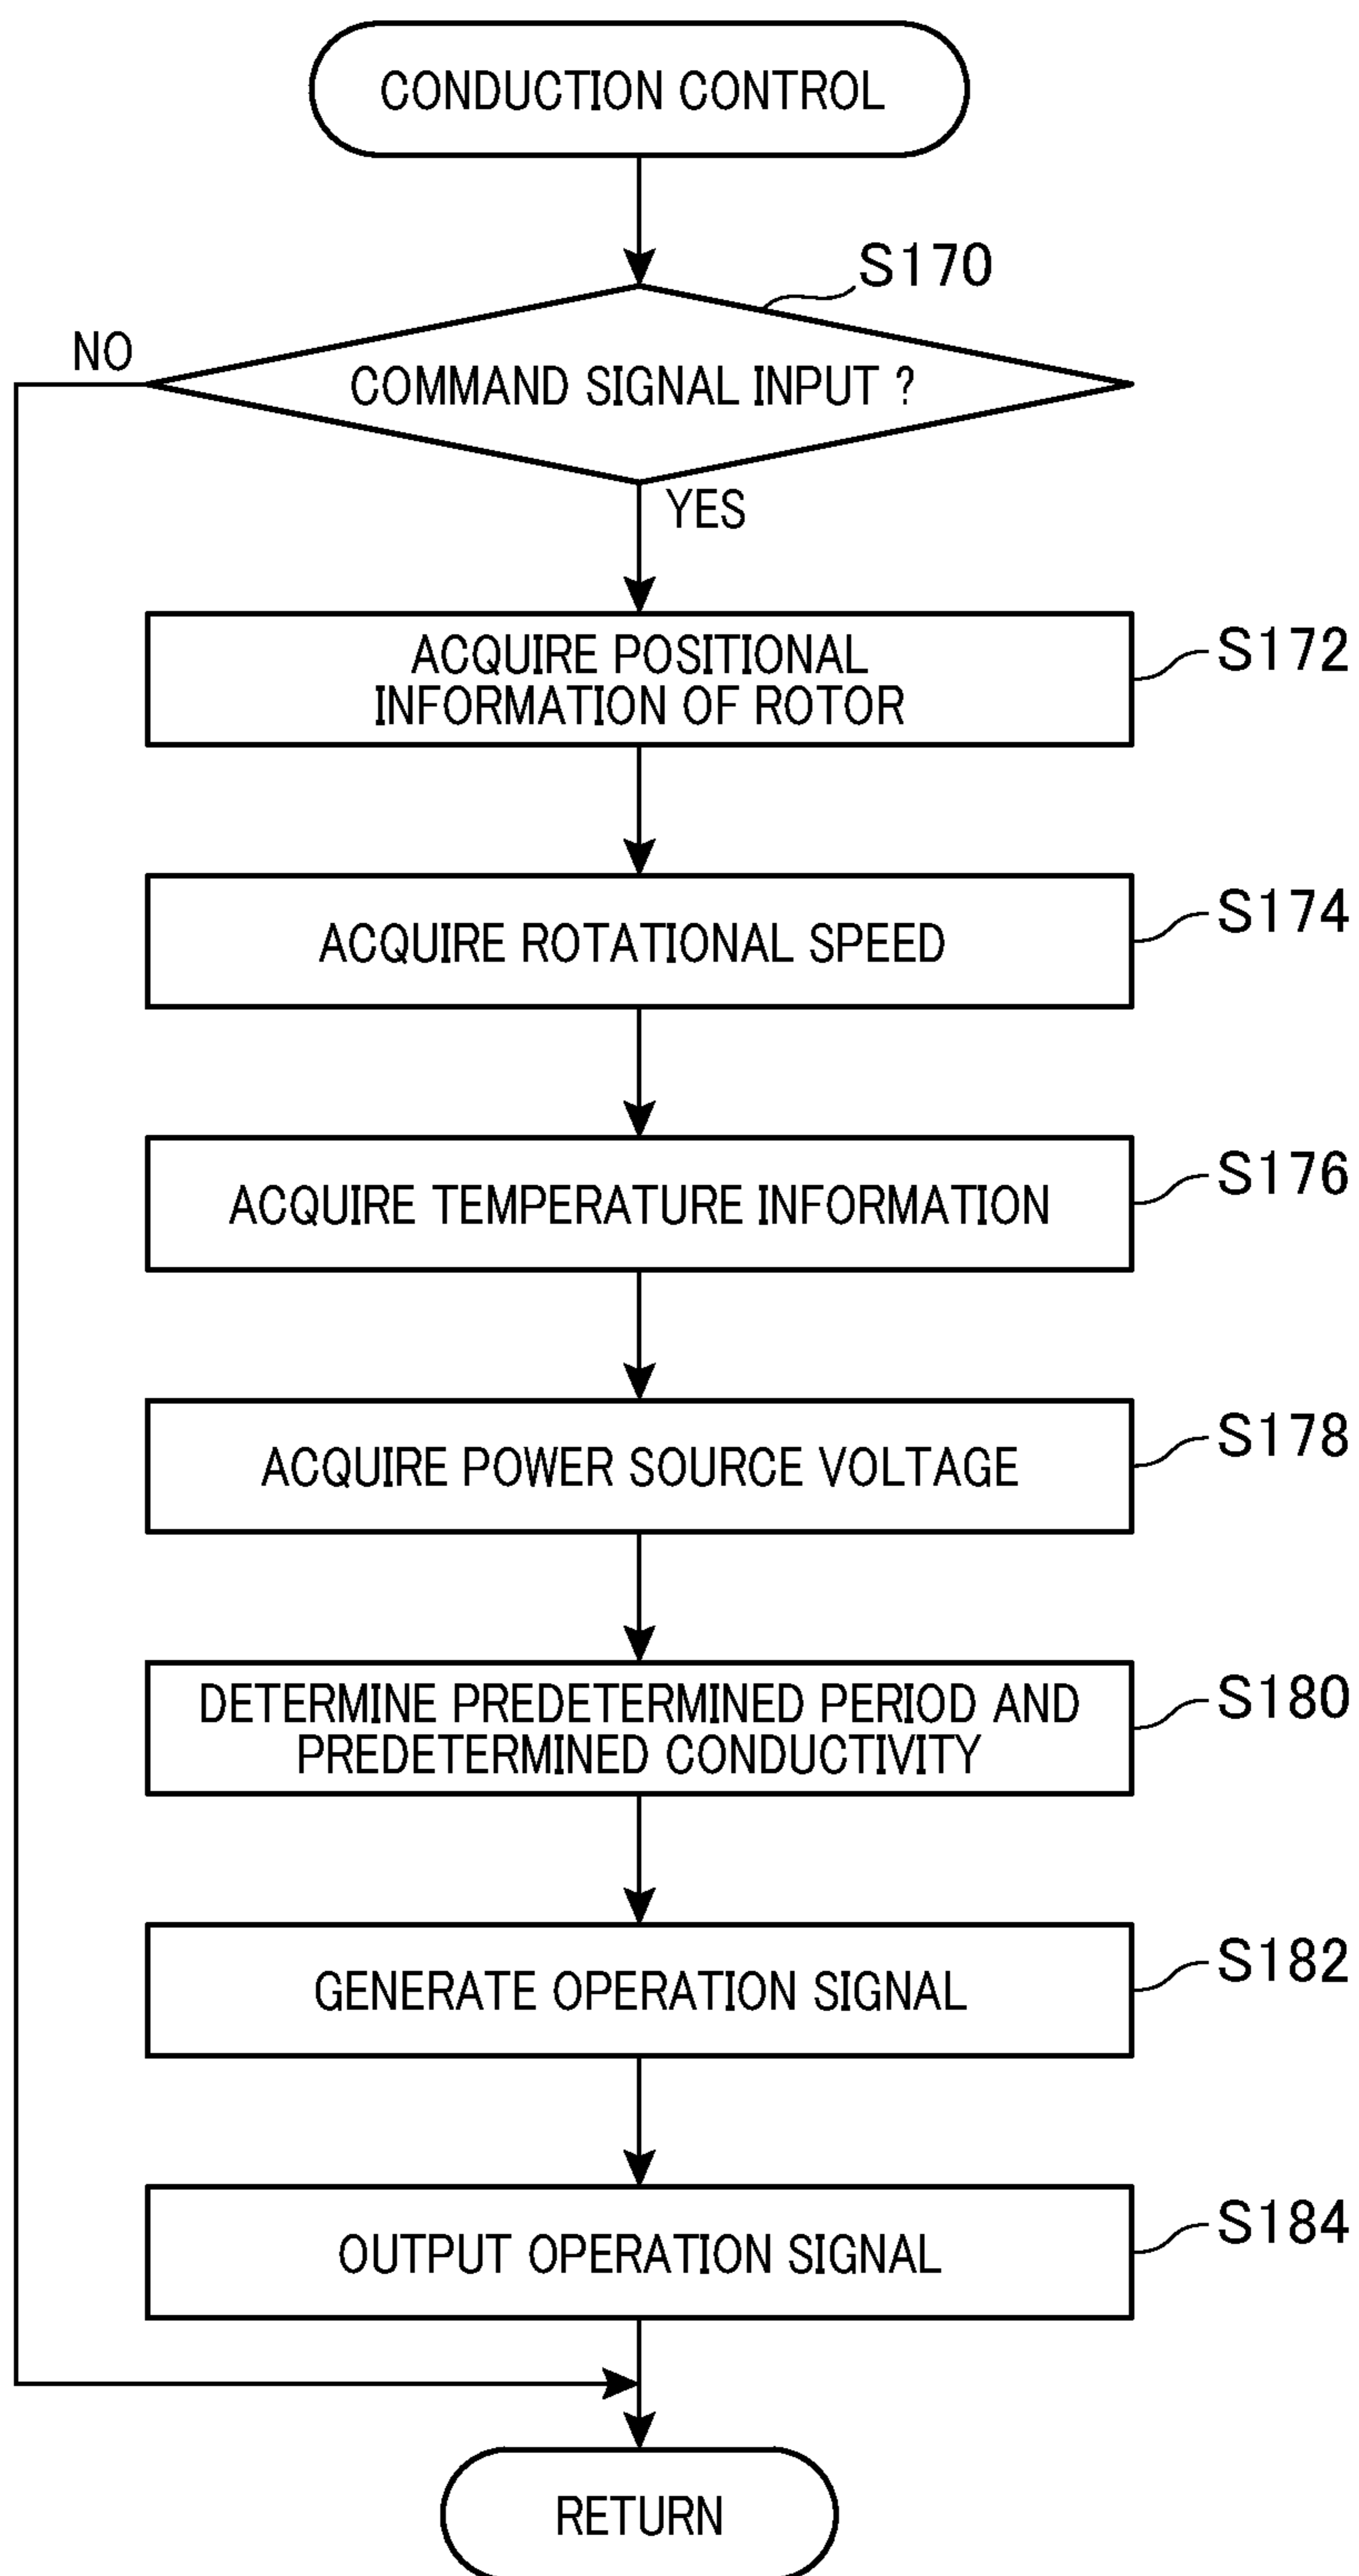 CONDUCTION CONTROL
S170
NO
COMMAND SIGNAL INPUT ?
YES
ACQUIRE POSITIONAL
INFORMATION OF ROTOR
S172
ACQUIRE ROTATIONAL SPEED
S174
ACQUIRE TEMPERATURE INFORMATION
S176
ACQUIRE POWER SOURCE VOLTAGE
S178
DETERMINE PREDETERMINED PERIOD AND
PREDETERMINED CONDUCTIVITY
S180
GENERATE OPERATION SIGNAL
S182
OUTPUT OPERATION SIGNAL
S184
RETURN